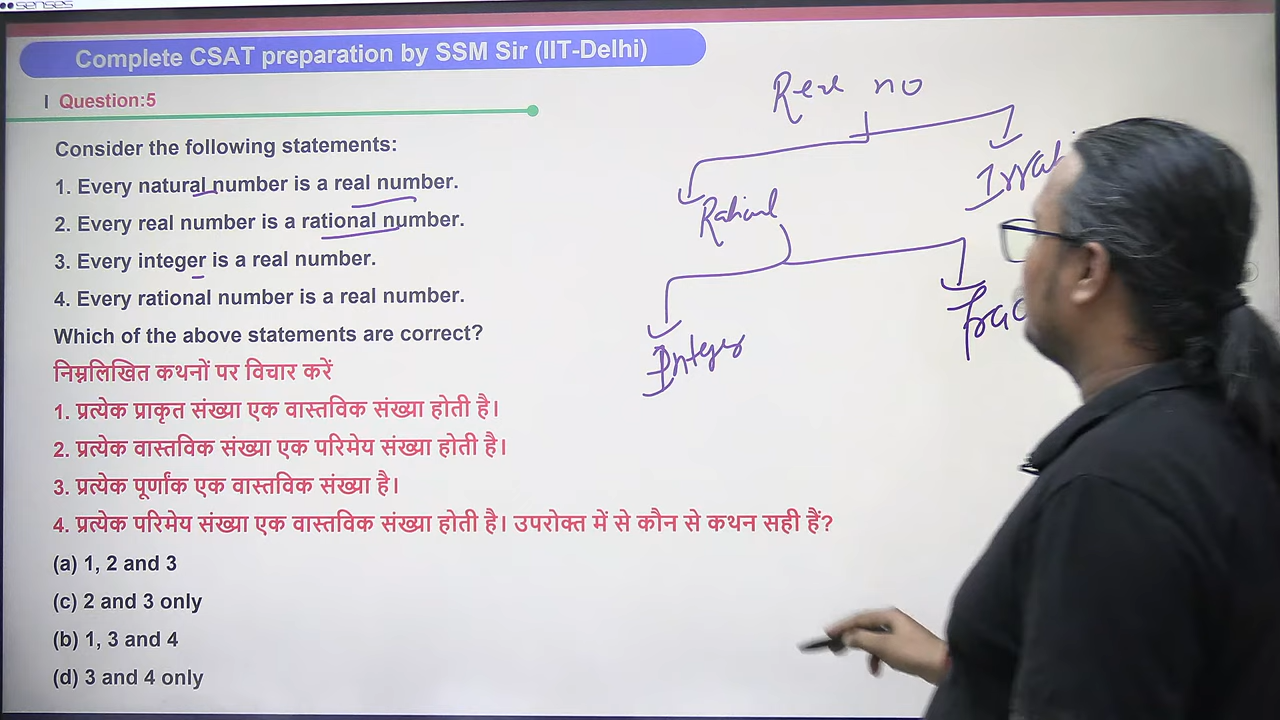 senses
Complete CSAT preparation by SSM Sir (IIT-Delhi)
Question:5
Consider the following statements:
1. Every natural number is a real number.
2. Every real number is a rational number.
3. Every integer is a real number.
4. Every rational number is a real number.
Which of the above statements are correct?
निम्नलिखित कथनों पर विचार करें
1. प्रत्येक प्राकृत संख्या एक वास्तविक संख्या होती है।
2. प्रत्येक वास्तविक संख्या एक परिमेय संख्या होती है।
3. प्रत्येक पूर्णांक एक वास्तविक संख्या है।
4. प्रत्येक परिमेय संख्या एक वास्तविक संख्या होती है। उपरोक्त में से कौन से कथन सही हैं?
(a) 1, 2 and 3
(c) 2 and 3 only
(b) 1, 3 and 4
(d) 3 and 4 only
Real no
Rational
Integer